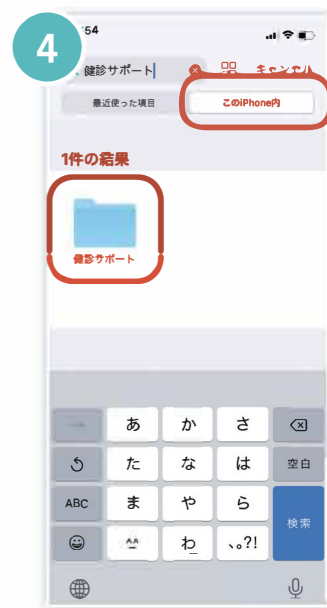 4
:54
健診サポート
キャンセル
最近使った項目
このiPhone内
1件の結果
健診サポート
あ
か
さ
た
な
は
空白
ABC
ま
や
ら
検索
^^
わ
、。?!